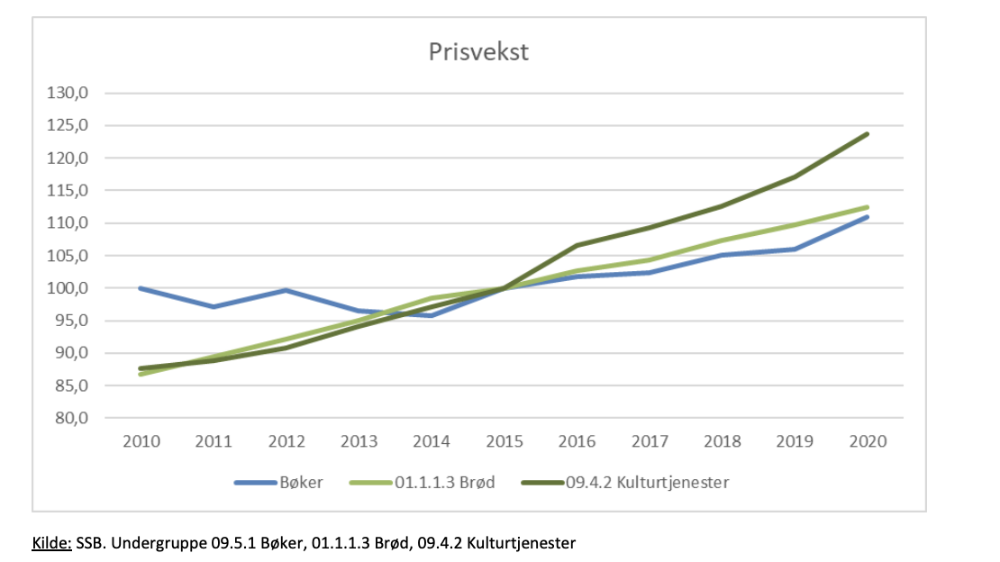 Prisvekst
130,0
125,0
120,0
115,0
110,0
105,0
100,0
95,0
90,0
85,0
80,0
2010 2011 2012 2013 2014 2015 2016 2017 2018 2019 2020
Bøker 01.1.1.3 Brød 09.4.2 Kulturtjenester
Kilde: SSB. Undergruppe 09.5.1 Bøker, 01.1.1.3 Brød, 09.4.2 Kulturtjenester